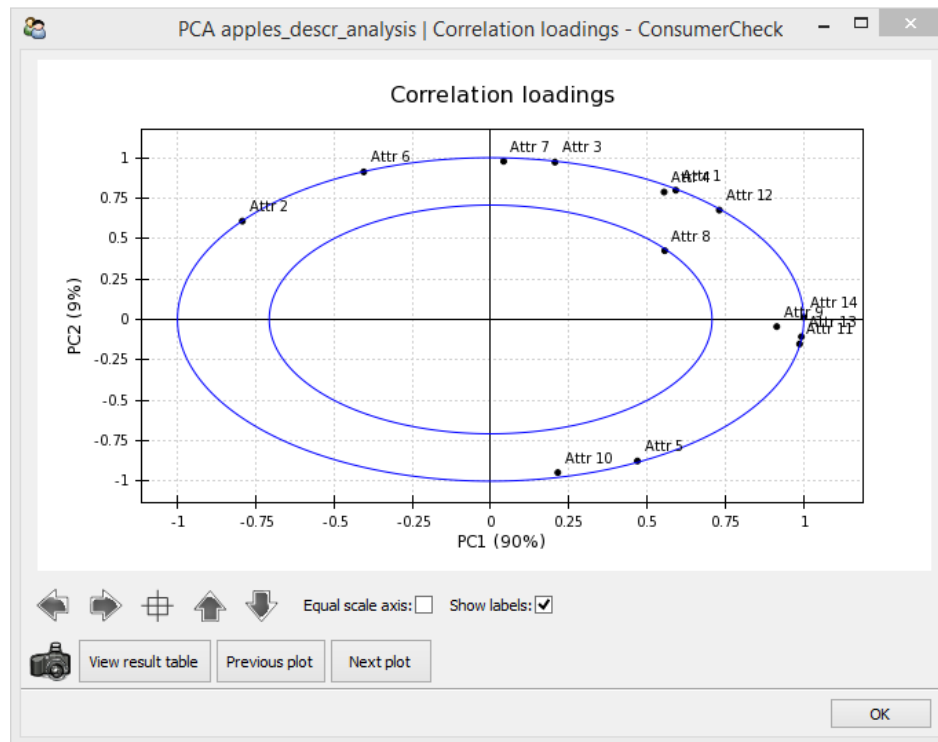 PCA apples_descr_analysis | Correlation loadings - ConsumerCheck
Correlation loadings
Attr 7 Attr 3
Attr 6
Attr 4 Attr 1
Attr 12
Attr 2
Attr 8
Attr 14
Attr 9
Attr 13
Attr 11
Attr 5
Attr 10
1
0.75
0.5
0.25
0
-0.25
-0.5
-0.75
-1
PC2 (9%)
-1 -0.75 -0.5 -0.25 0 0.25 0.5 0.75 1
PC1 (90%)
Equal scale axis: Show labels:
View result table Previous plot Next plot
OK